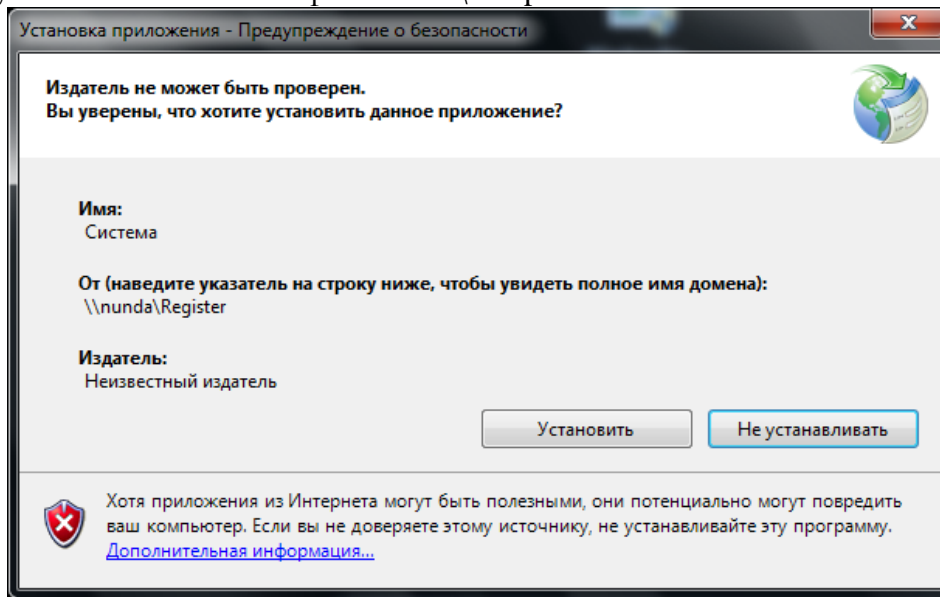 Установка приложения - Предупреждение о безопасности
Издатель не может быть проверен.
Вы уверены, что хотите установить данное приложение?
Имя:
Система
От (наведите указатель на строку ниже, чтобы увидеть полное имя домена):
\\nunda\Register
Издатель:
Неизвестный издатель
Установить
Не устанавливать
Хотя приложения из Интернета могут быть полезными, они потенциально могут повредить
ваш компьютер. Если вы не доверяете этому источнику, не устанавливайте эту программу.
Дополнительная информация...